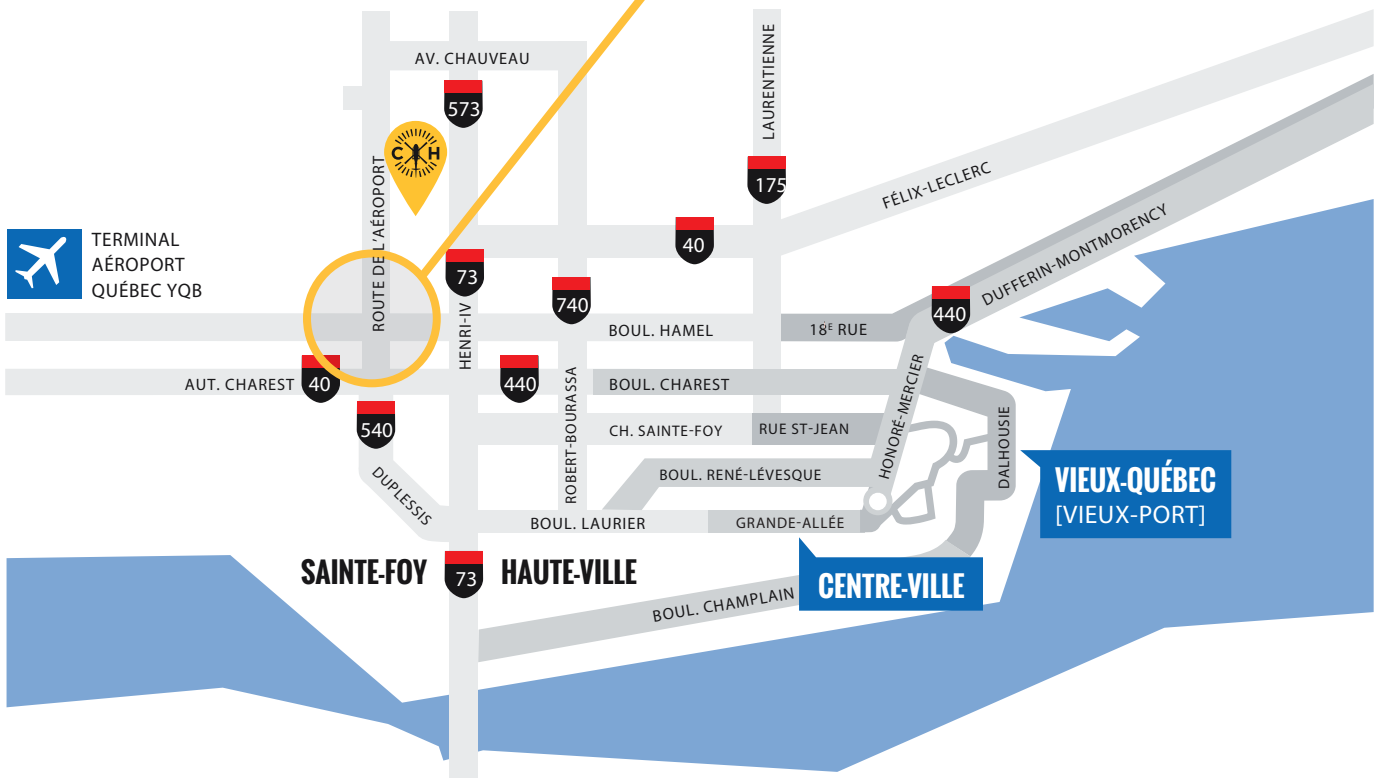 AV. CHAUVEAU
573
LAURENTIENNE
C H
175
ROUTE DE L'AÉROPORT
FÉLIX-LECLERC
TERMINAL
AÉROPORT
QUÉBEC YQB
40
73
740
DUFFERIN-MONTMORENCY
440
HENRI-IV
BOUL. HAMEL
18E RUE
AUT. CHAREST
40
440
ROBERT-BOURASSA
BOUL. CHAREST
HONORÉ-MERCIER
540
CH. SAINTE-FOY
RUE ST-JEAN
DALHOUSIE
DUPLESSIS
BOUL. RENÉ-LÉVESQUE
VIEUX-QUÉBEC
[VIEUX-PORT]
BOUL. LAURIER
GRANDE-ALLÉE
SAINTE-FOY
73
HAUTE-VILLE
CENTRE-VILLE
BOUL. CHAMPLAIN